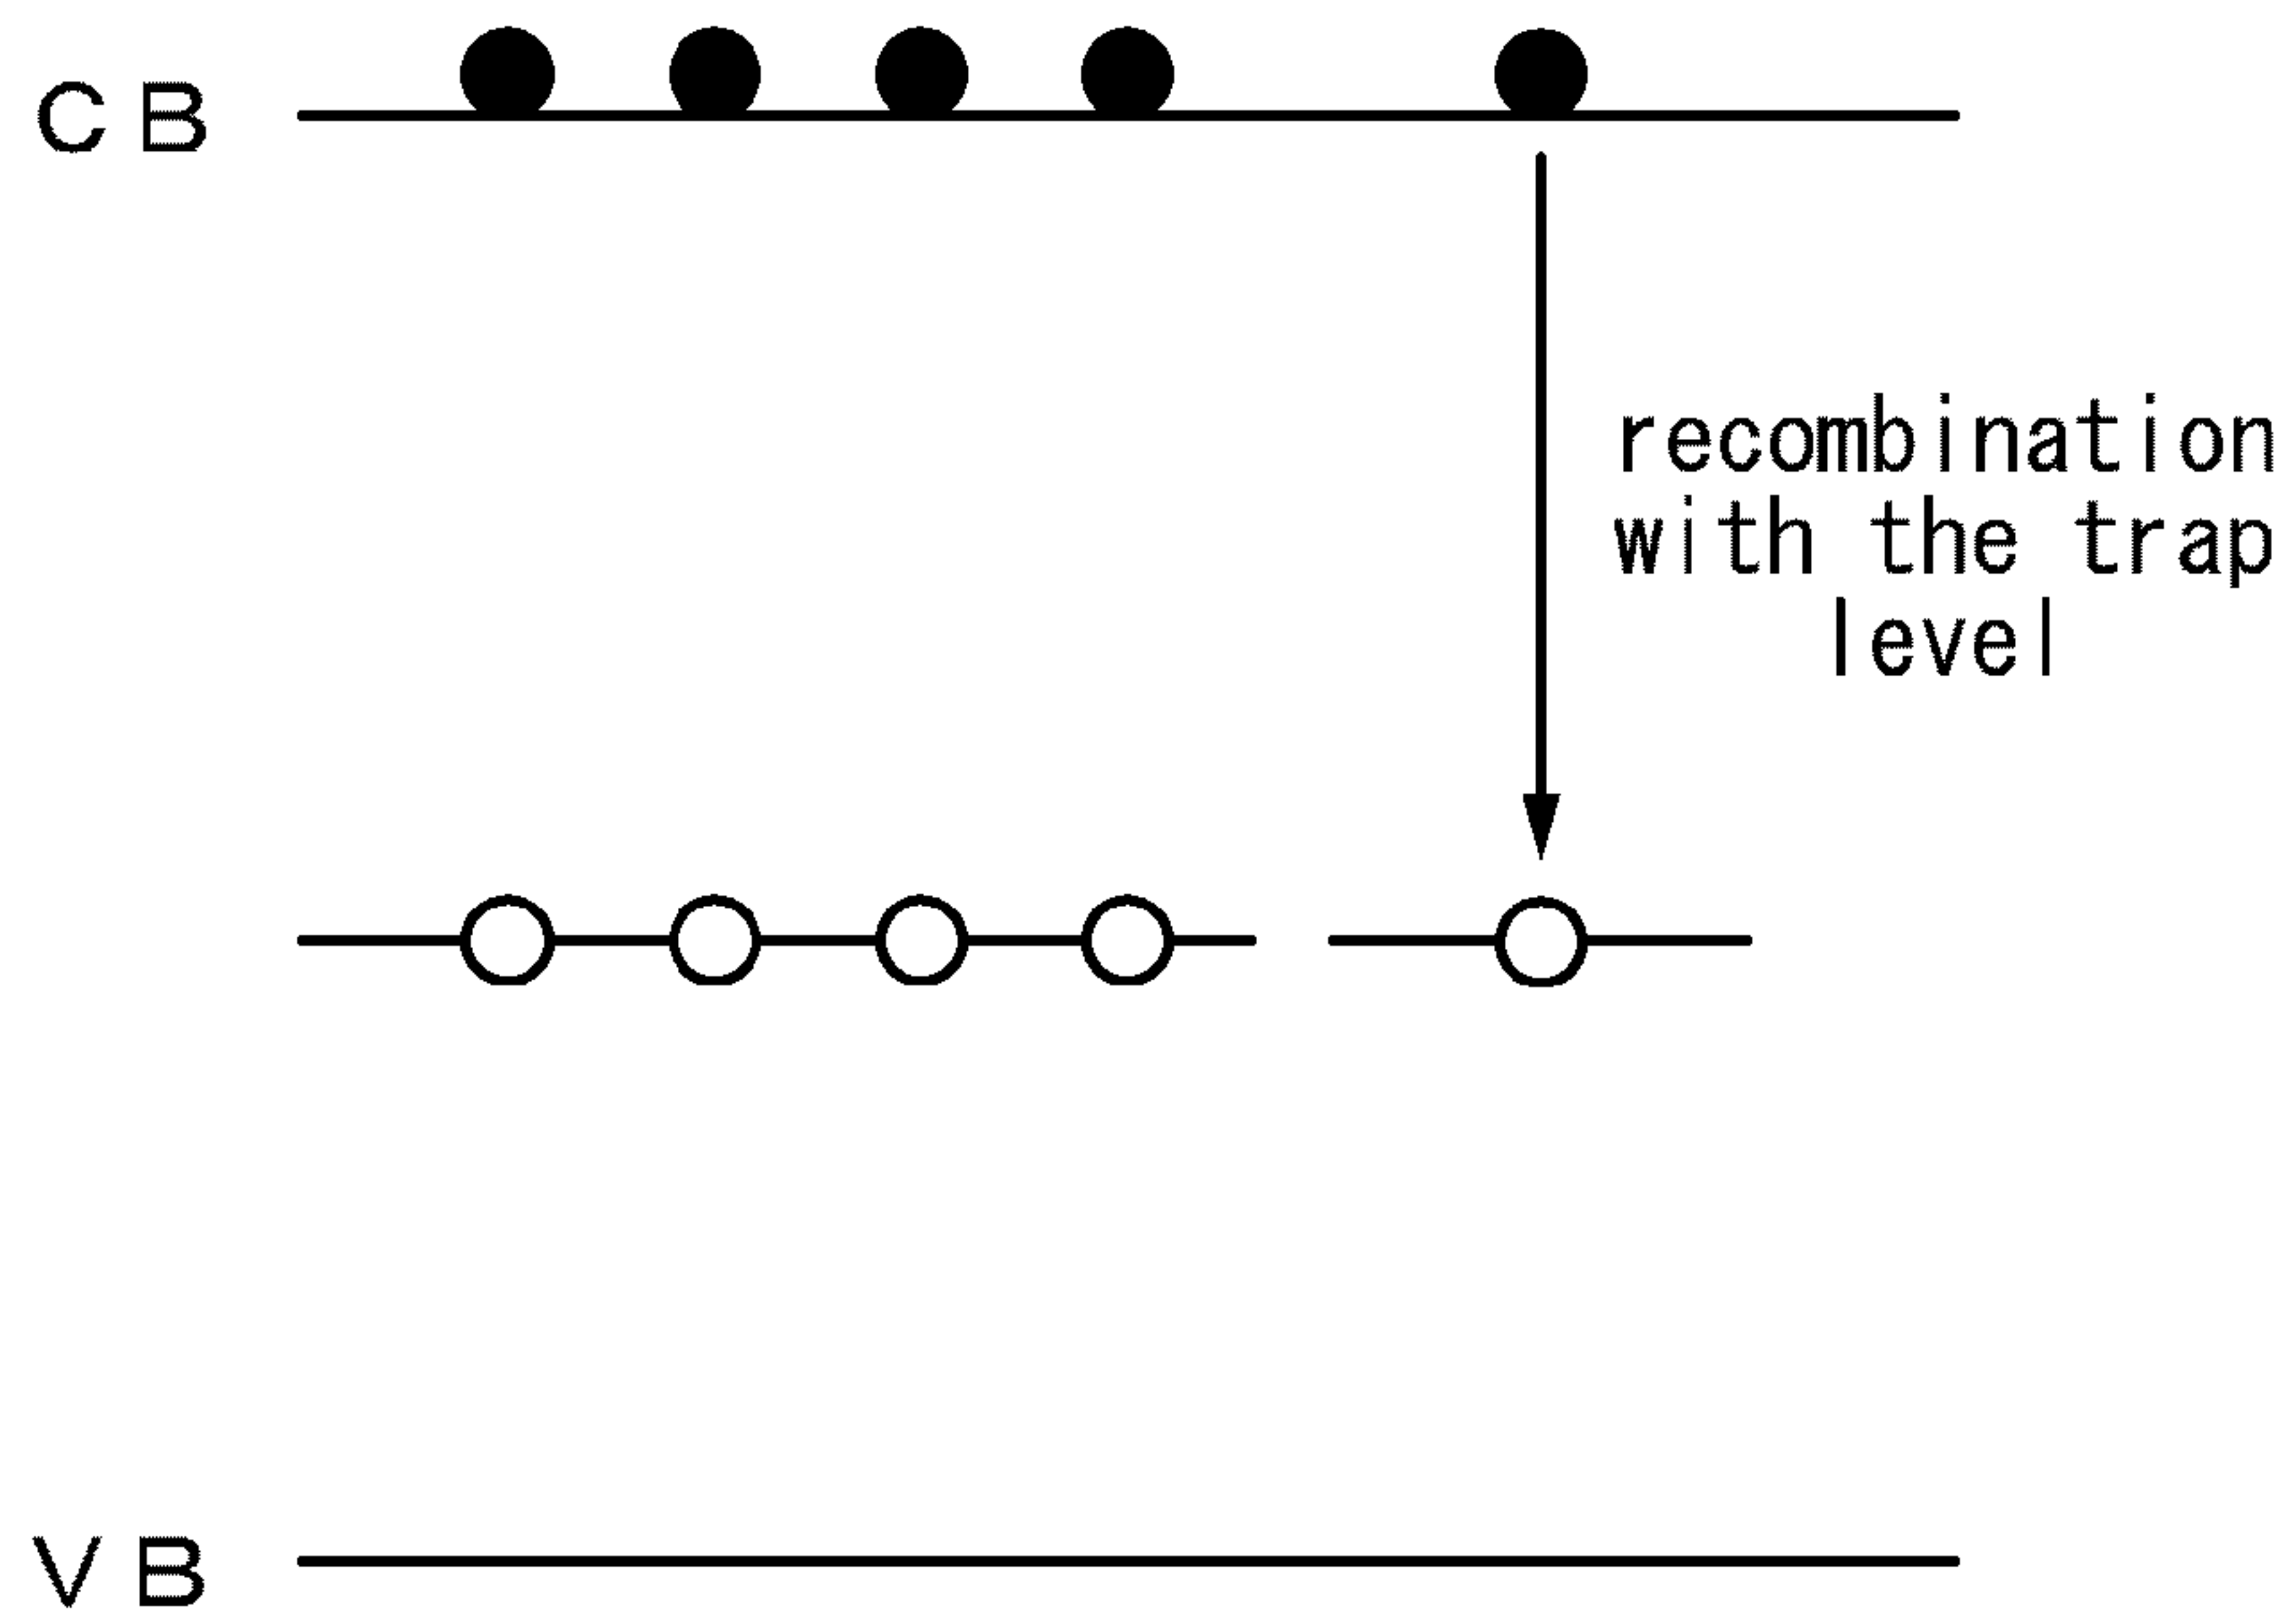 CB
recombination
with the trap
level
VB